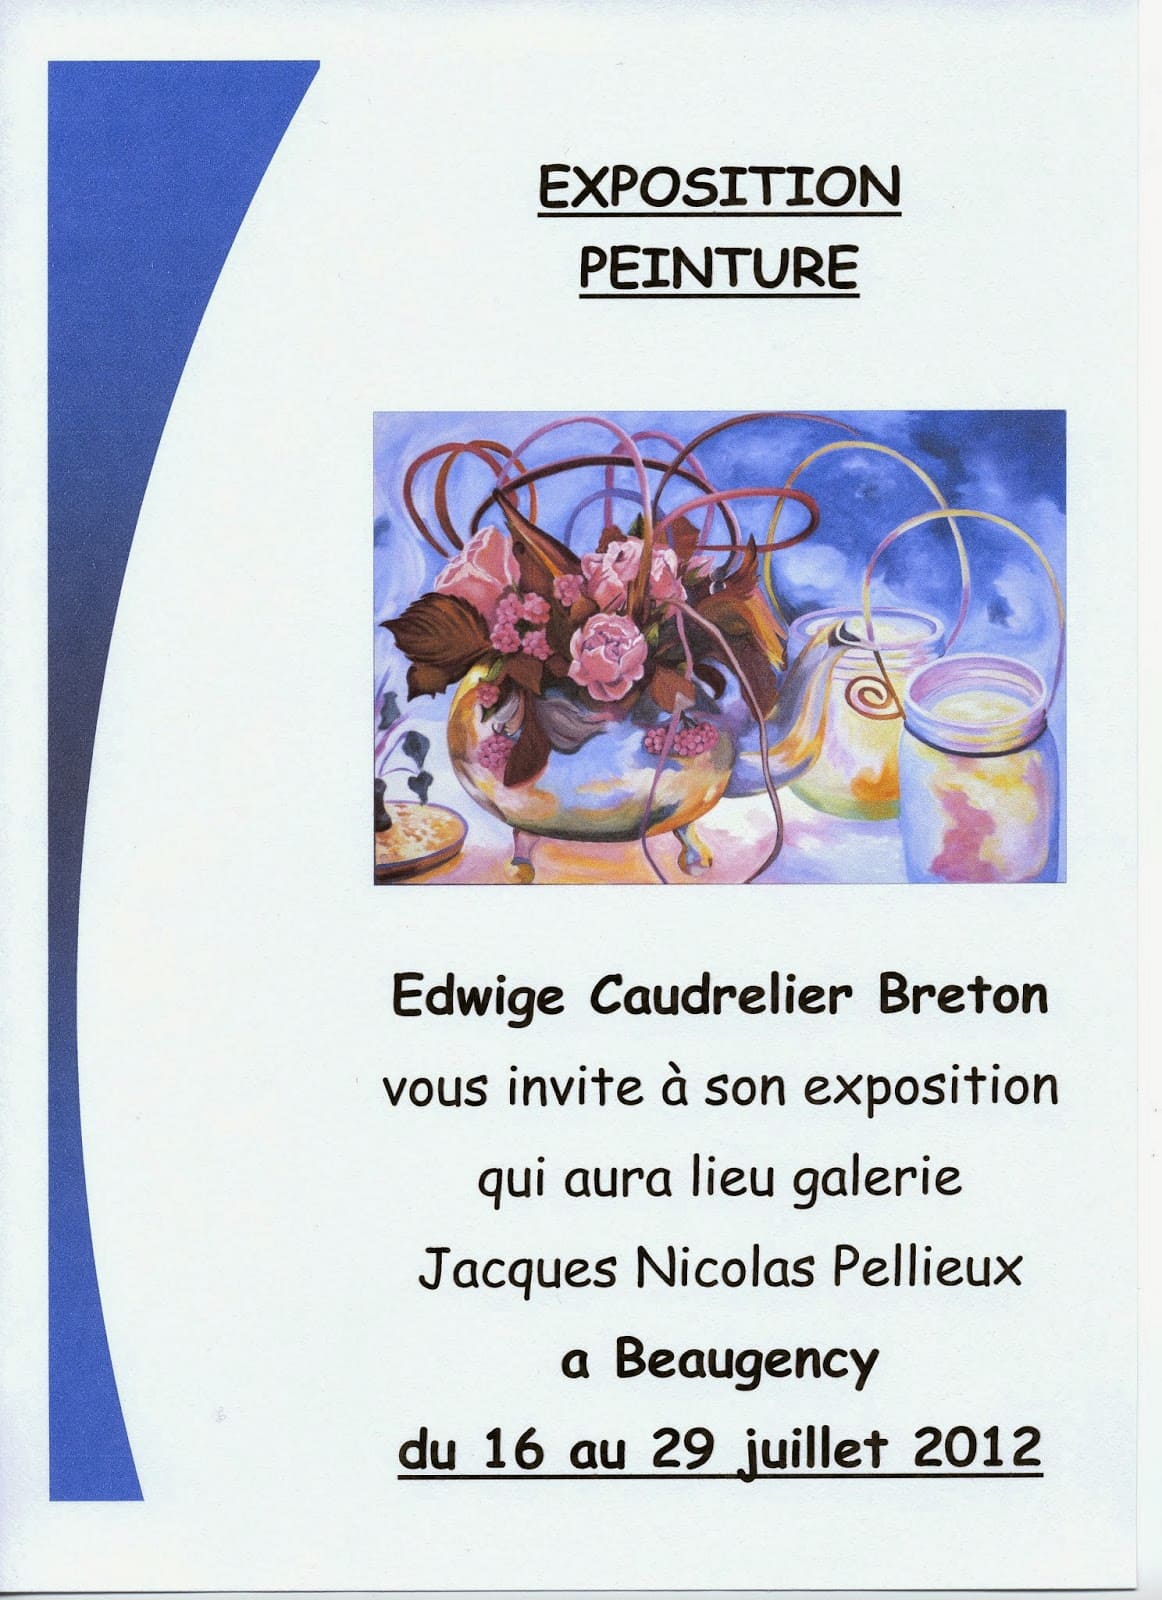 EXPOSITION
PEINTURE
Edwige Caudrelier Breton
vous invite à son exposition
qui aura lieu galerie
Jacques Nicolas Pellieux
a Beaugency
du 16 au 29 juillet 2012